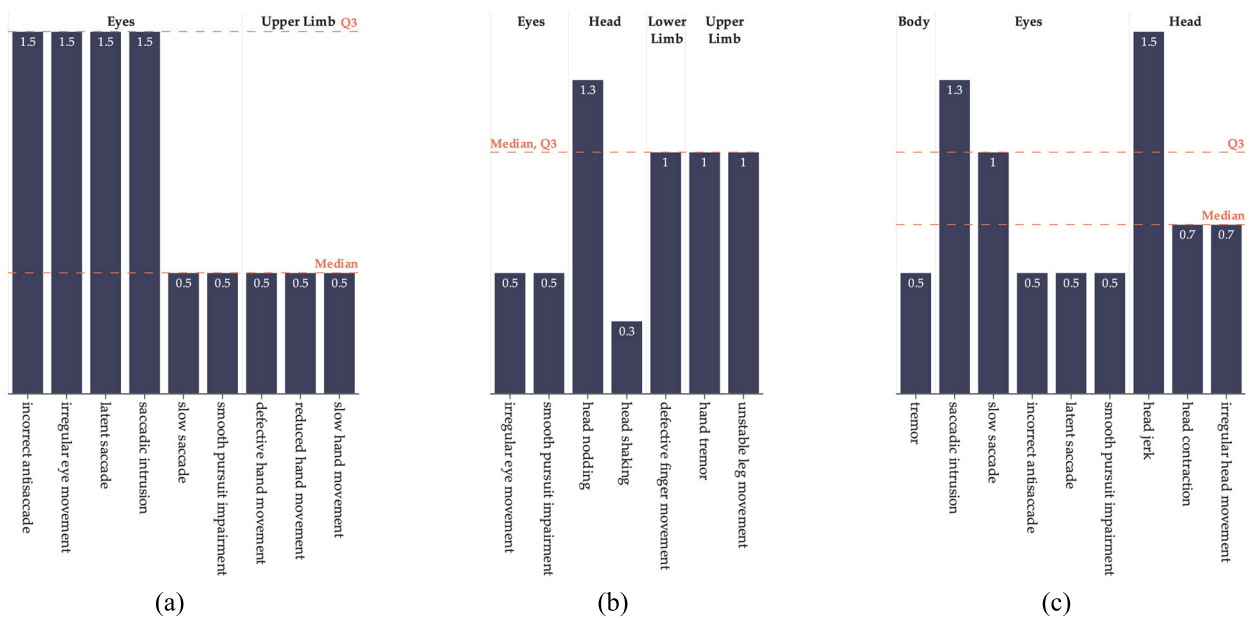 Eyes Upper Limb Q3
1.5 1.5 1.5 1.5
Median
0.5 0.5 0.5 0.5 0.5
incorrect antisaccade
irregular eye movement
latent saccade
saccadic intrusion
slow saccade
smooth pursuit impairment
defective hand movement
reduced hand movement
slow hand movement
(a)
Eyes Head Lower Limb Upper Limb
1.3
Median, Q3
1 1 1
0.5 0.5
0.3
irregular eye movement
smooth pursuit impairment
head nodding
head shaking
defective finger movement
hand tremor
unstable leg movement
(b)
Body Eyes Head
1.5
1.3
Q3
1
Median
0.7 0.7
0.5 0.5 0.5 0.5
tremor
saccadic intrusion
slow saccade
incorrect antisaccade
latent saccade
smooth pursuit impairment
head jerk
head contraction
irregular head movement
(c)